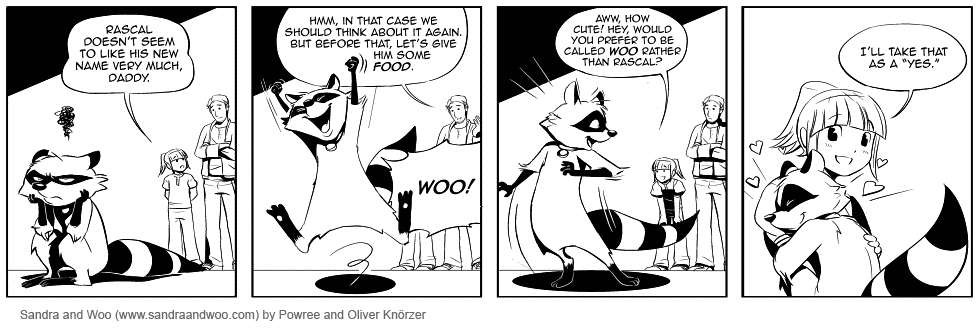 RASCAL
DOESN'T SEEM
TO LIKE HIS NEW
NAME VERY MUCH,
DADDY.
HMM, IN THAT CASE WE
SHOULD THINK ABOUT IT AGAIN.
BUT BEFORE THAT, LET'S GIVE
HIM SOME
FOOD.
WOO!
AWW, HOW
CUTE! HEY, WOULD
YOU PREFER TO BE
CALLED WOO RATHER
THAN RASCAL?
I'LL TAKE THAT
AS A "YES."
Sandra and Woo (www.sandraandwoo.com) by Powree and Oliver Knörzer